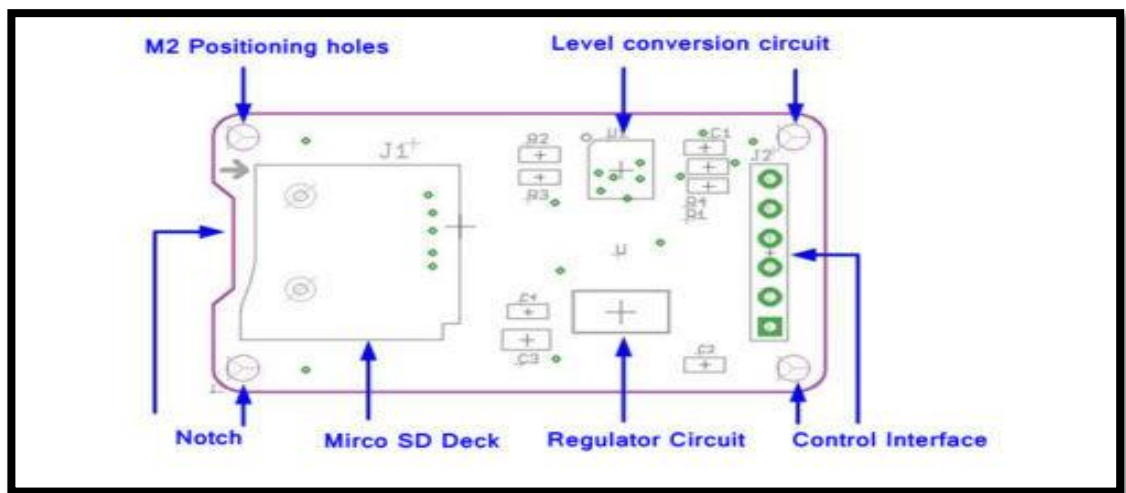 M2 Positioning holes
Level conversion circuit
J1
R2
R3
C1
J2
R4
R1
C4
C3
C2
Notch
Mirco SD Deck
Regulator Circuit
Control Interface